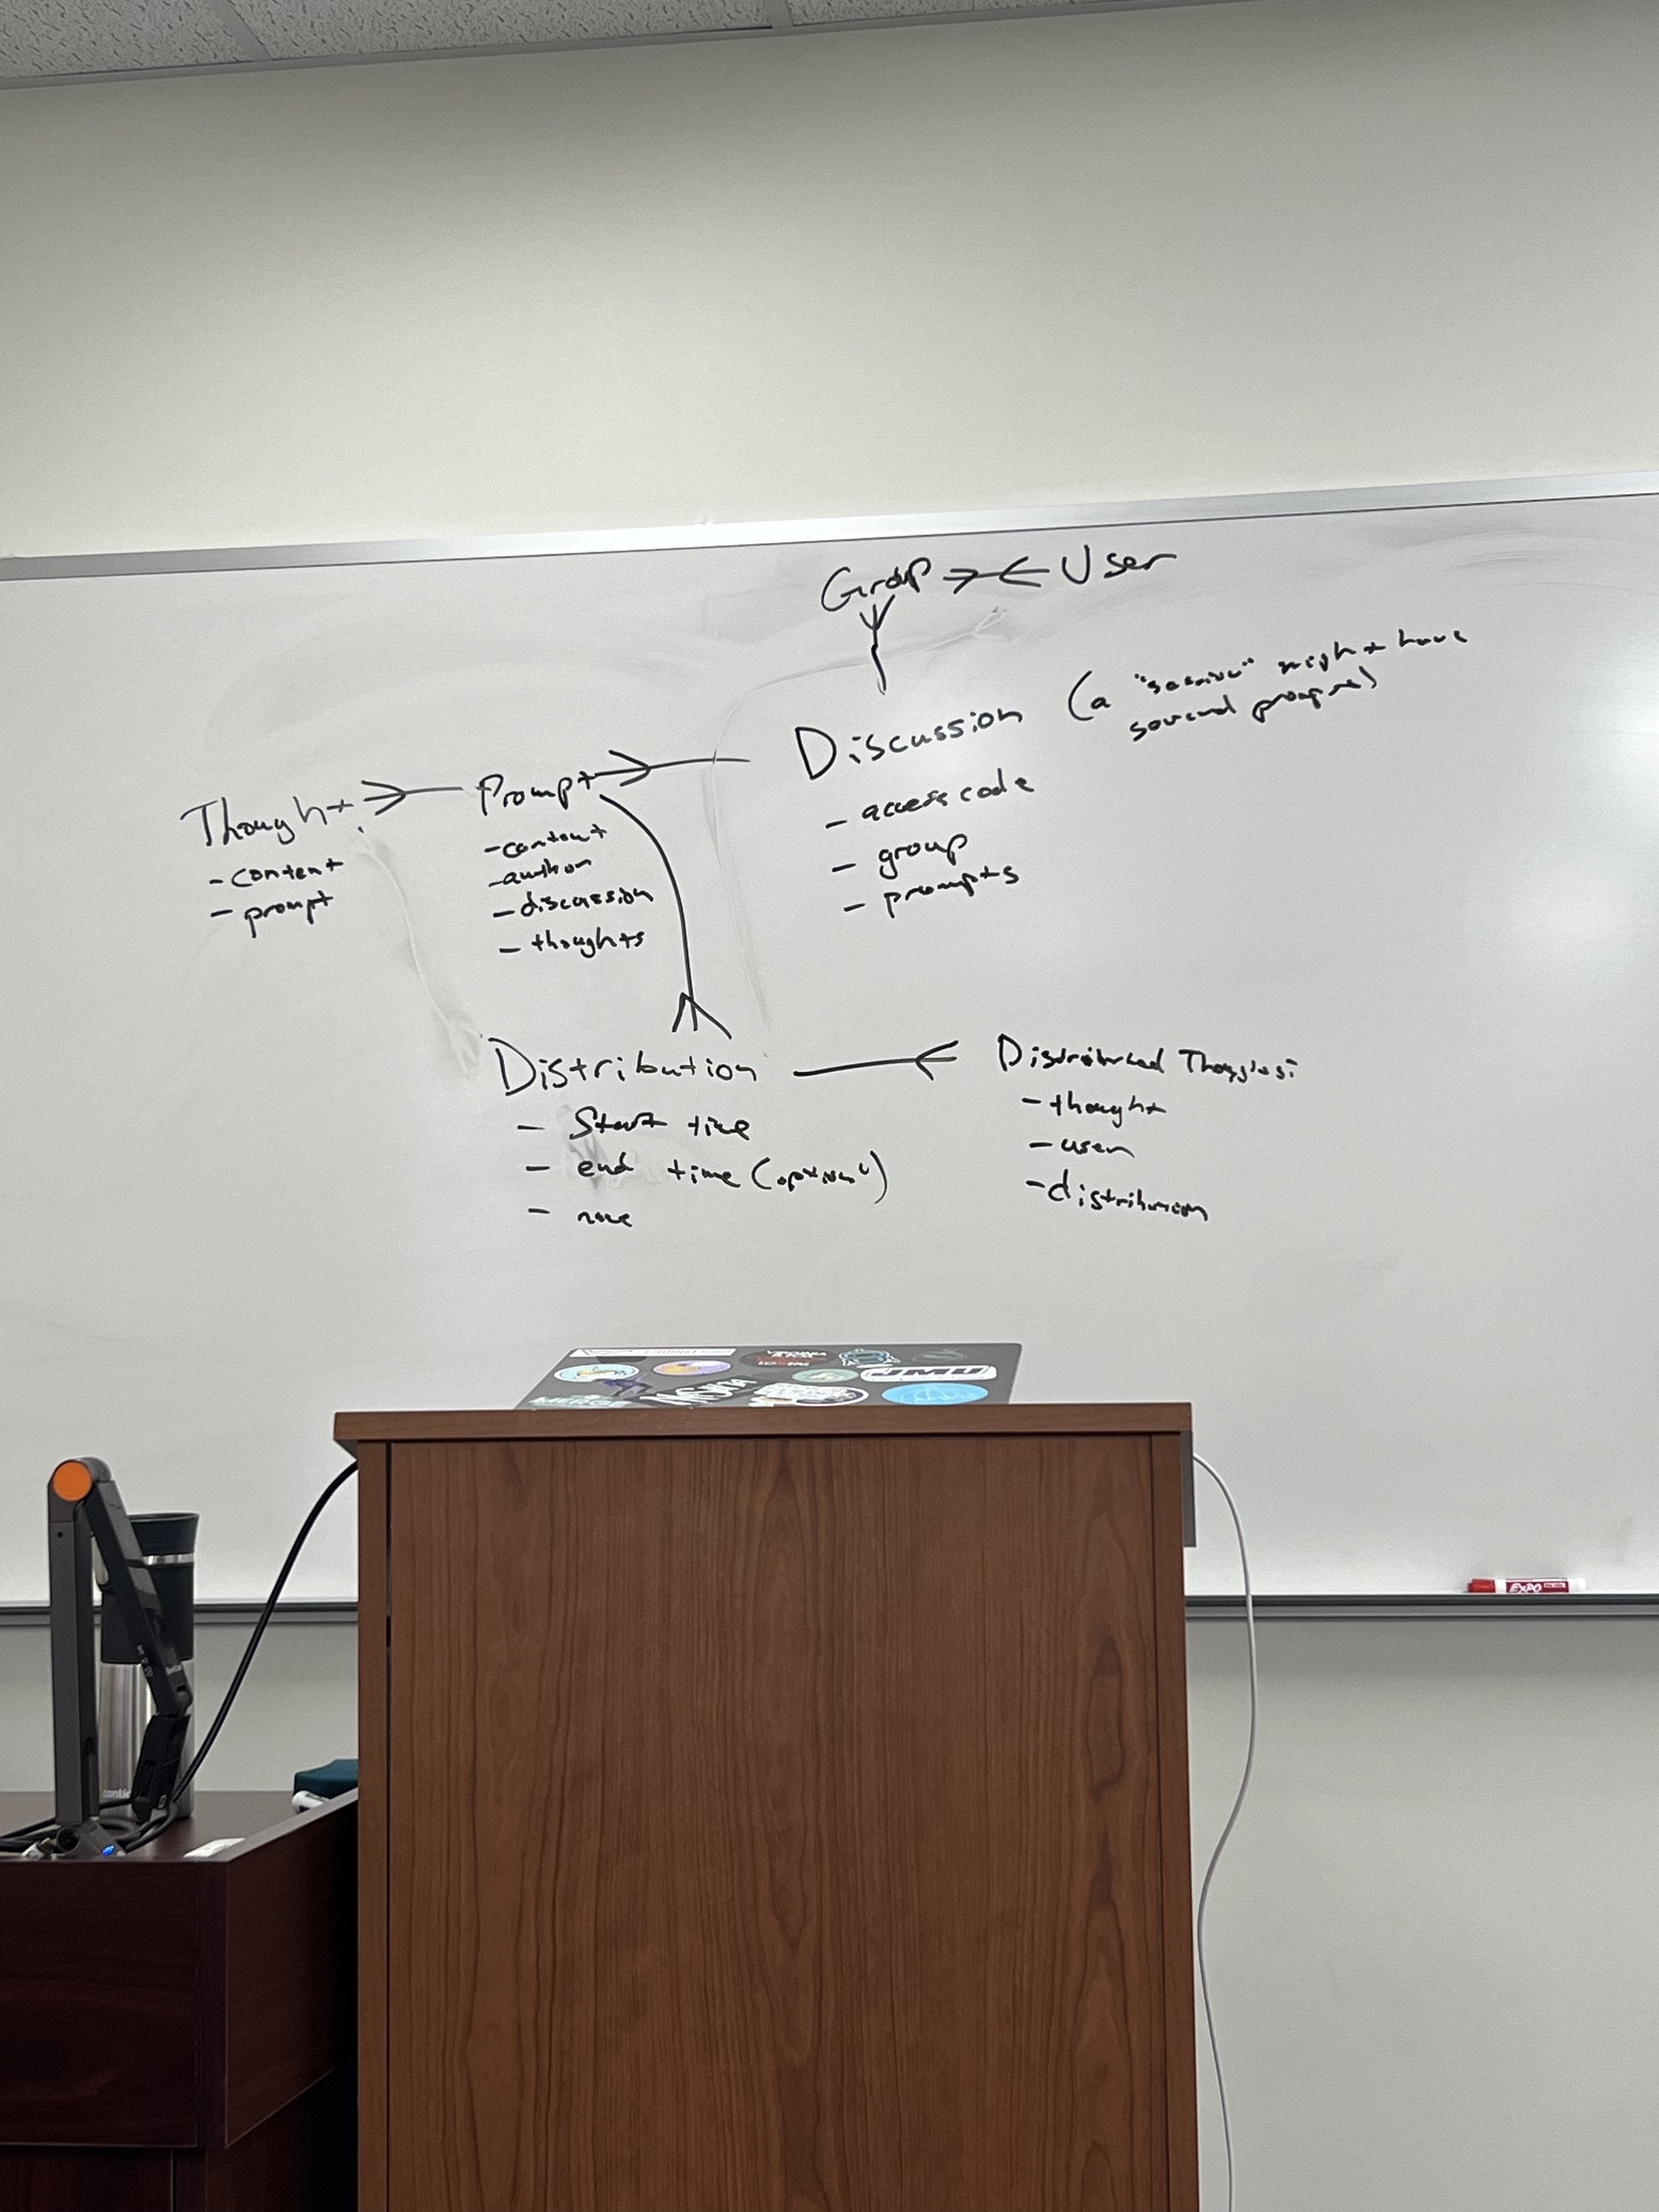 Group User
Discussion (a "session" might have
several prompts)
- access code
- group
- prompts
Thought
- content
- prompt
Prompt
- content
- author
- discussion
- thoughts
Distribution
- Start time
- end time (optional)
Distributed Thoughts:
- thought
- user
- distribution
JMU
EXPO